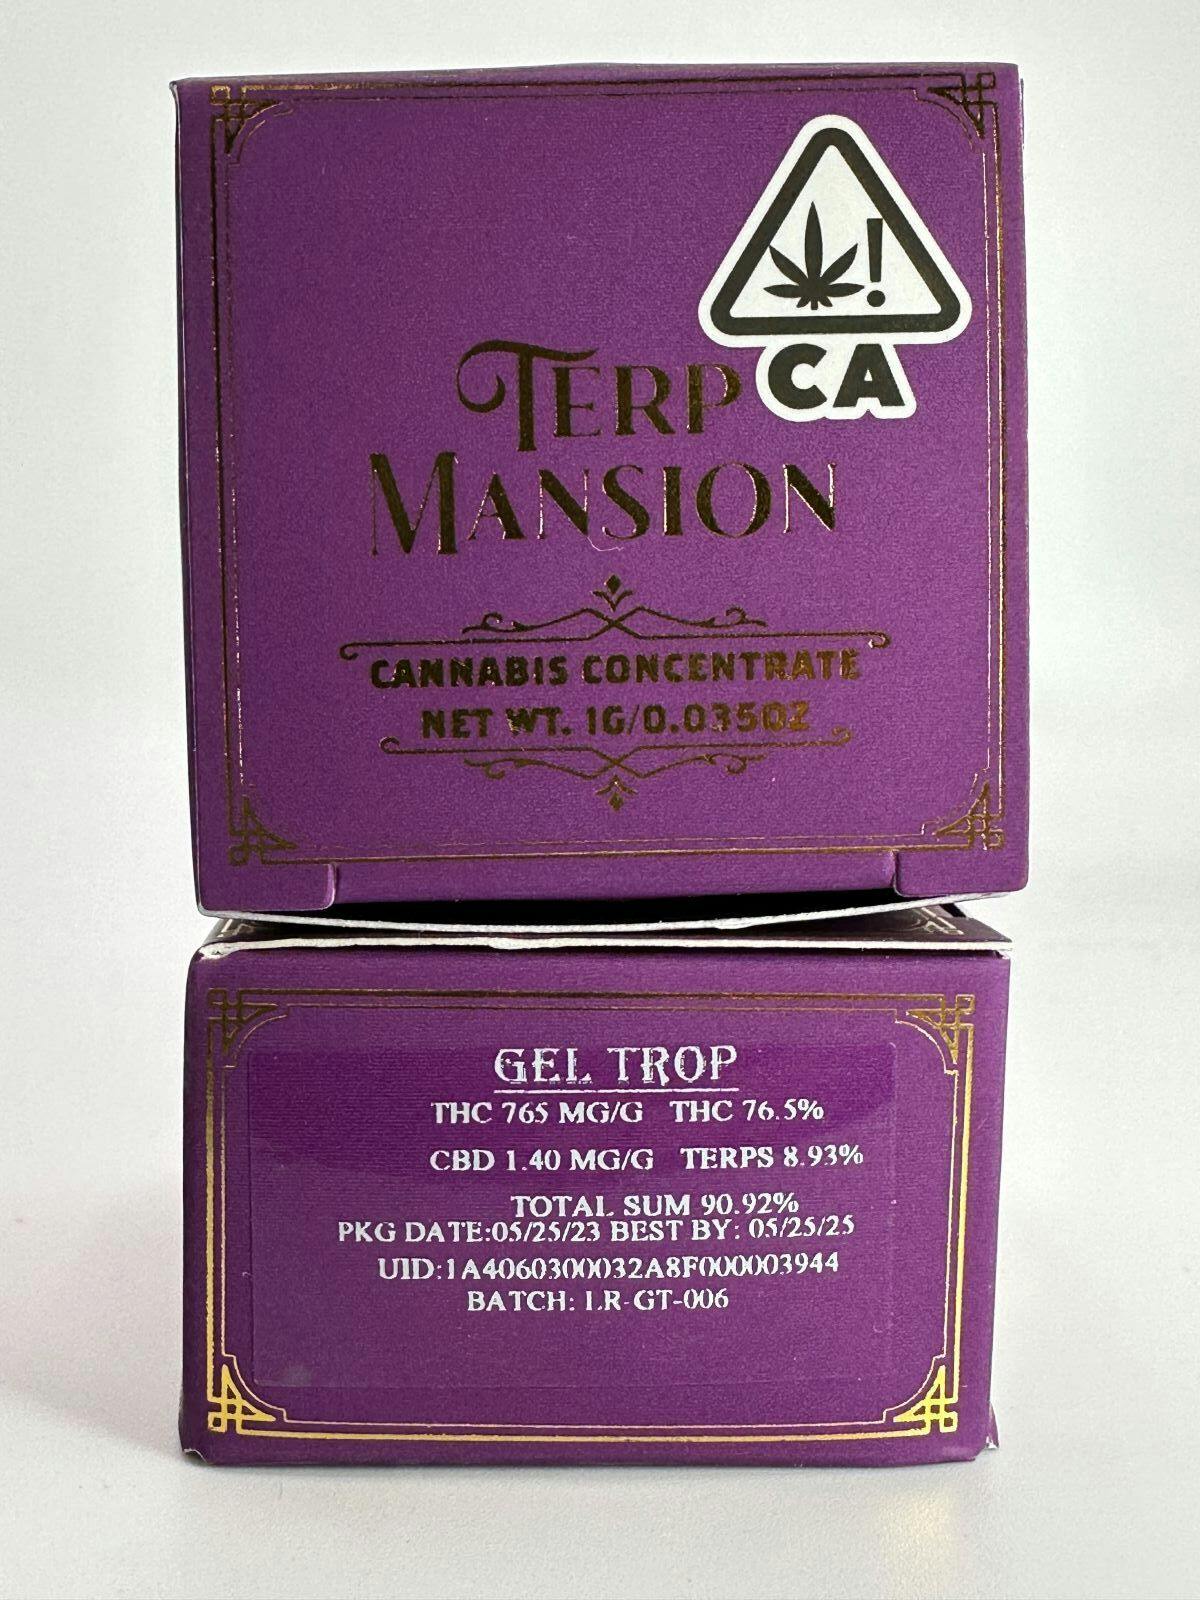 !
CA
TERP
MANSION
CANNABIS CONCENTRATE
NET WT. 1G/0.035OZ
GEL TROP
THC 765 MG/G THC 76.5%
CBD 1.40 MG/G TERPS 8.93%
TOTAL SUM 90.92%
PKG DATE:05/25/23 BEST BY: 05/25/25
UID:1A4060300032A8F000003944
BATCH: LR-GT-006